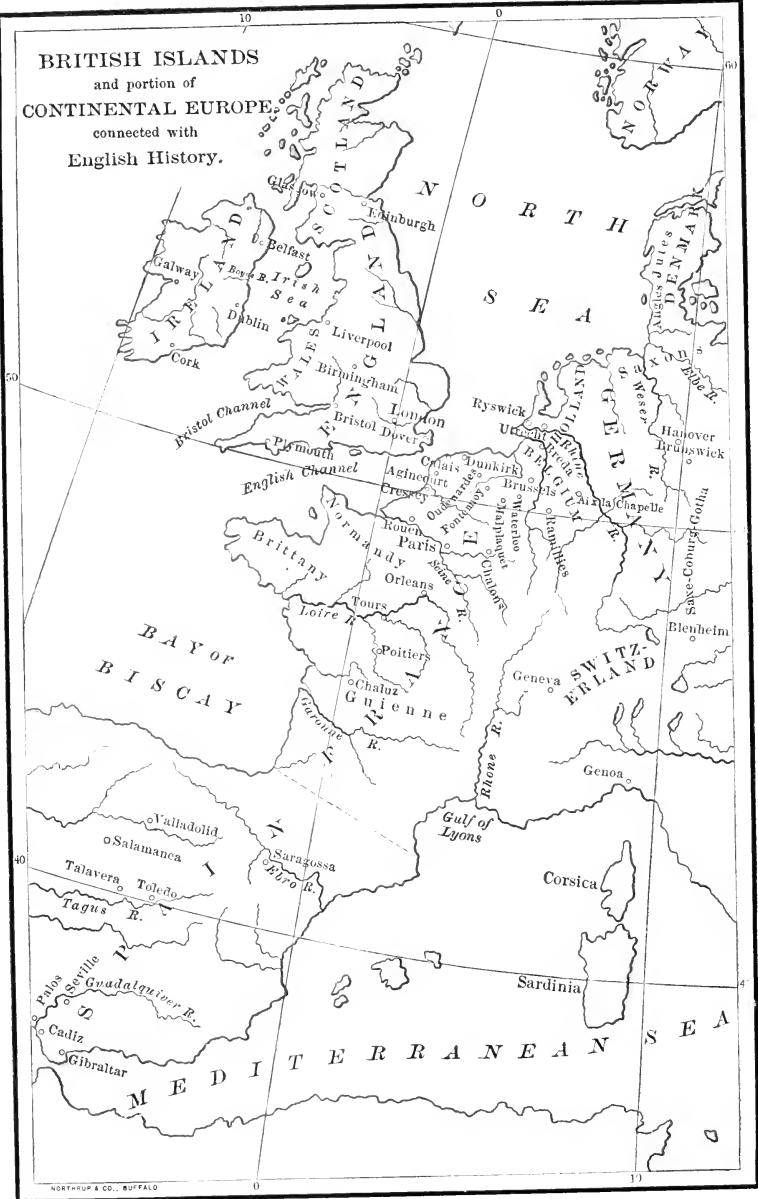 10
0
BRITISH ISLANDS
and portion of
CONTINENTAL EUROPE
connected with
English History.
60
NORWAY
SCOTLAND
Glasgow
Edinburgh
NORTH
SEA
DENMARK
Jutes
Angles
Saxons
IRELAND
Belfast
Galway
Boyne R.
Irish
Sea
Dublin
Cork
ENGLAND
WALES
Liverpool
Birmingham
London
Bristol
Dover
Bristol Channel
Plymouth
English Channel
50
Elbe R.
Weser
R.
HOLLAND
GERMANY
Ryswick
Utrecht
Rhine
R.
Breda
BELGIUM
Hanover
Brunswick
Calais
Dunkirk
Agincourt
Cressey
Oudenardes
Fontenoy
Brussels
Aix la Chapelle
Malplaquet
Waterloo
Ramillies
Saxe-Coburg-Gotha
Normandy
Rouen
Paris
Seine
R.
Chalons
Brittany
Orleans
Tours
Loire R
FRANCE
Poitiers
Chaluz
Guienne
Garonne
R.
BAY OF
BISCAY
Blenheim
SWITZ-
ERLAND
Geneva
Rhone R.
Genoa
Gulf of
Lyons
Corsica
Sardinia
Valladolid
Salamanca
SPAIN
Saragossa
Ebro R.
40
Talavera
Toledo
Tagus R.
Palos
Seville
Guadalquiver R.
Cadiz
Gibraltar
4
MEDITERRANEAN SEA
NORTHRUP & CO., BUFFALO
0
10